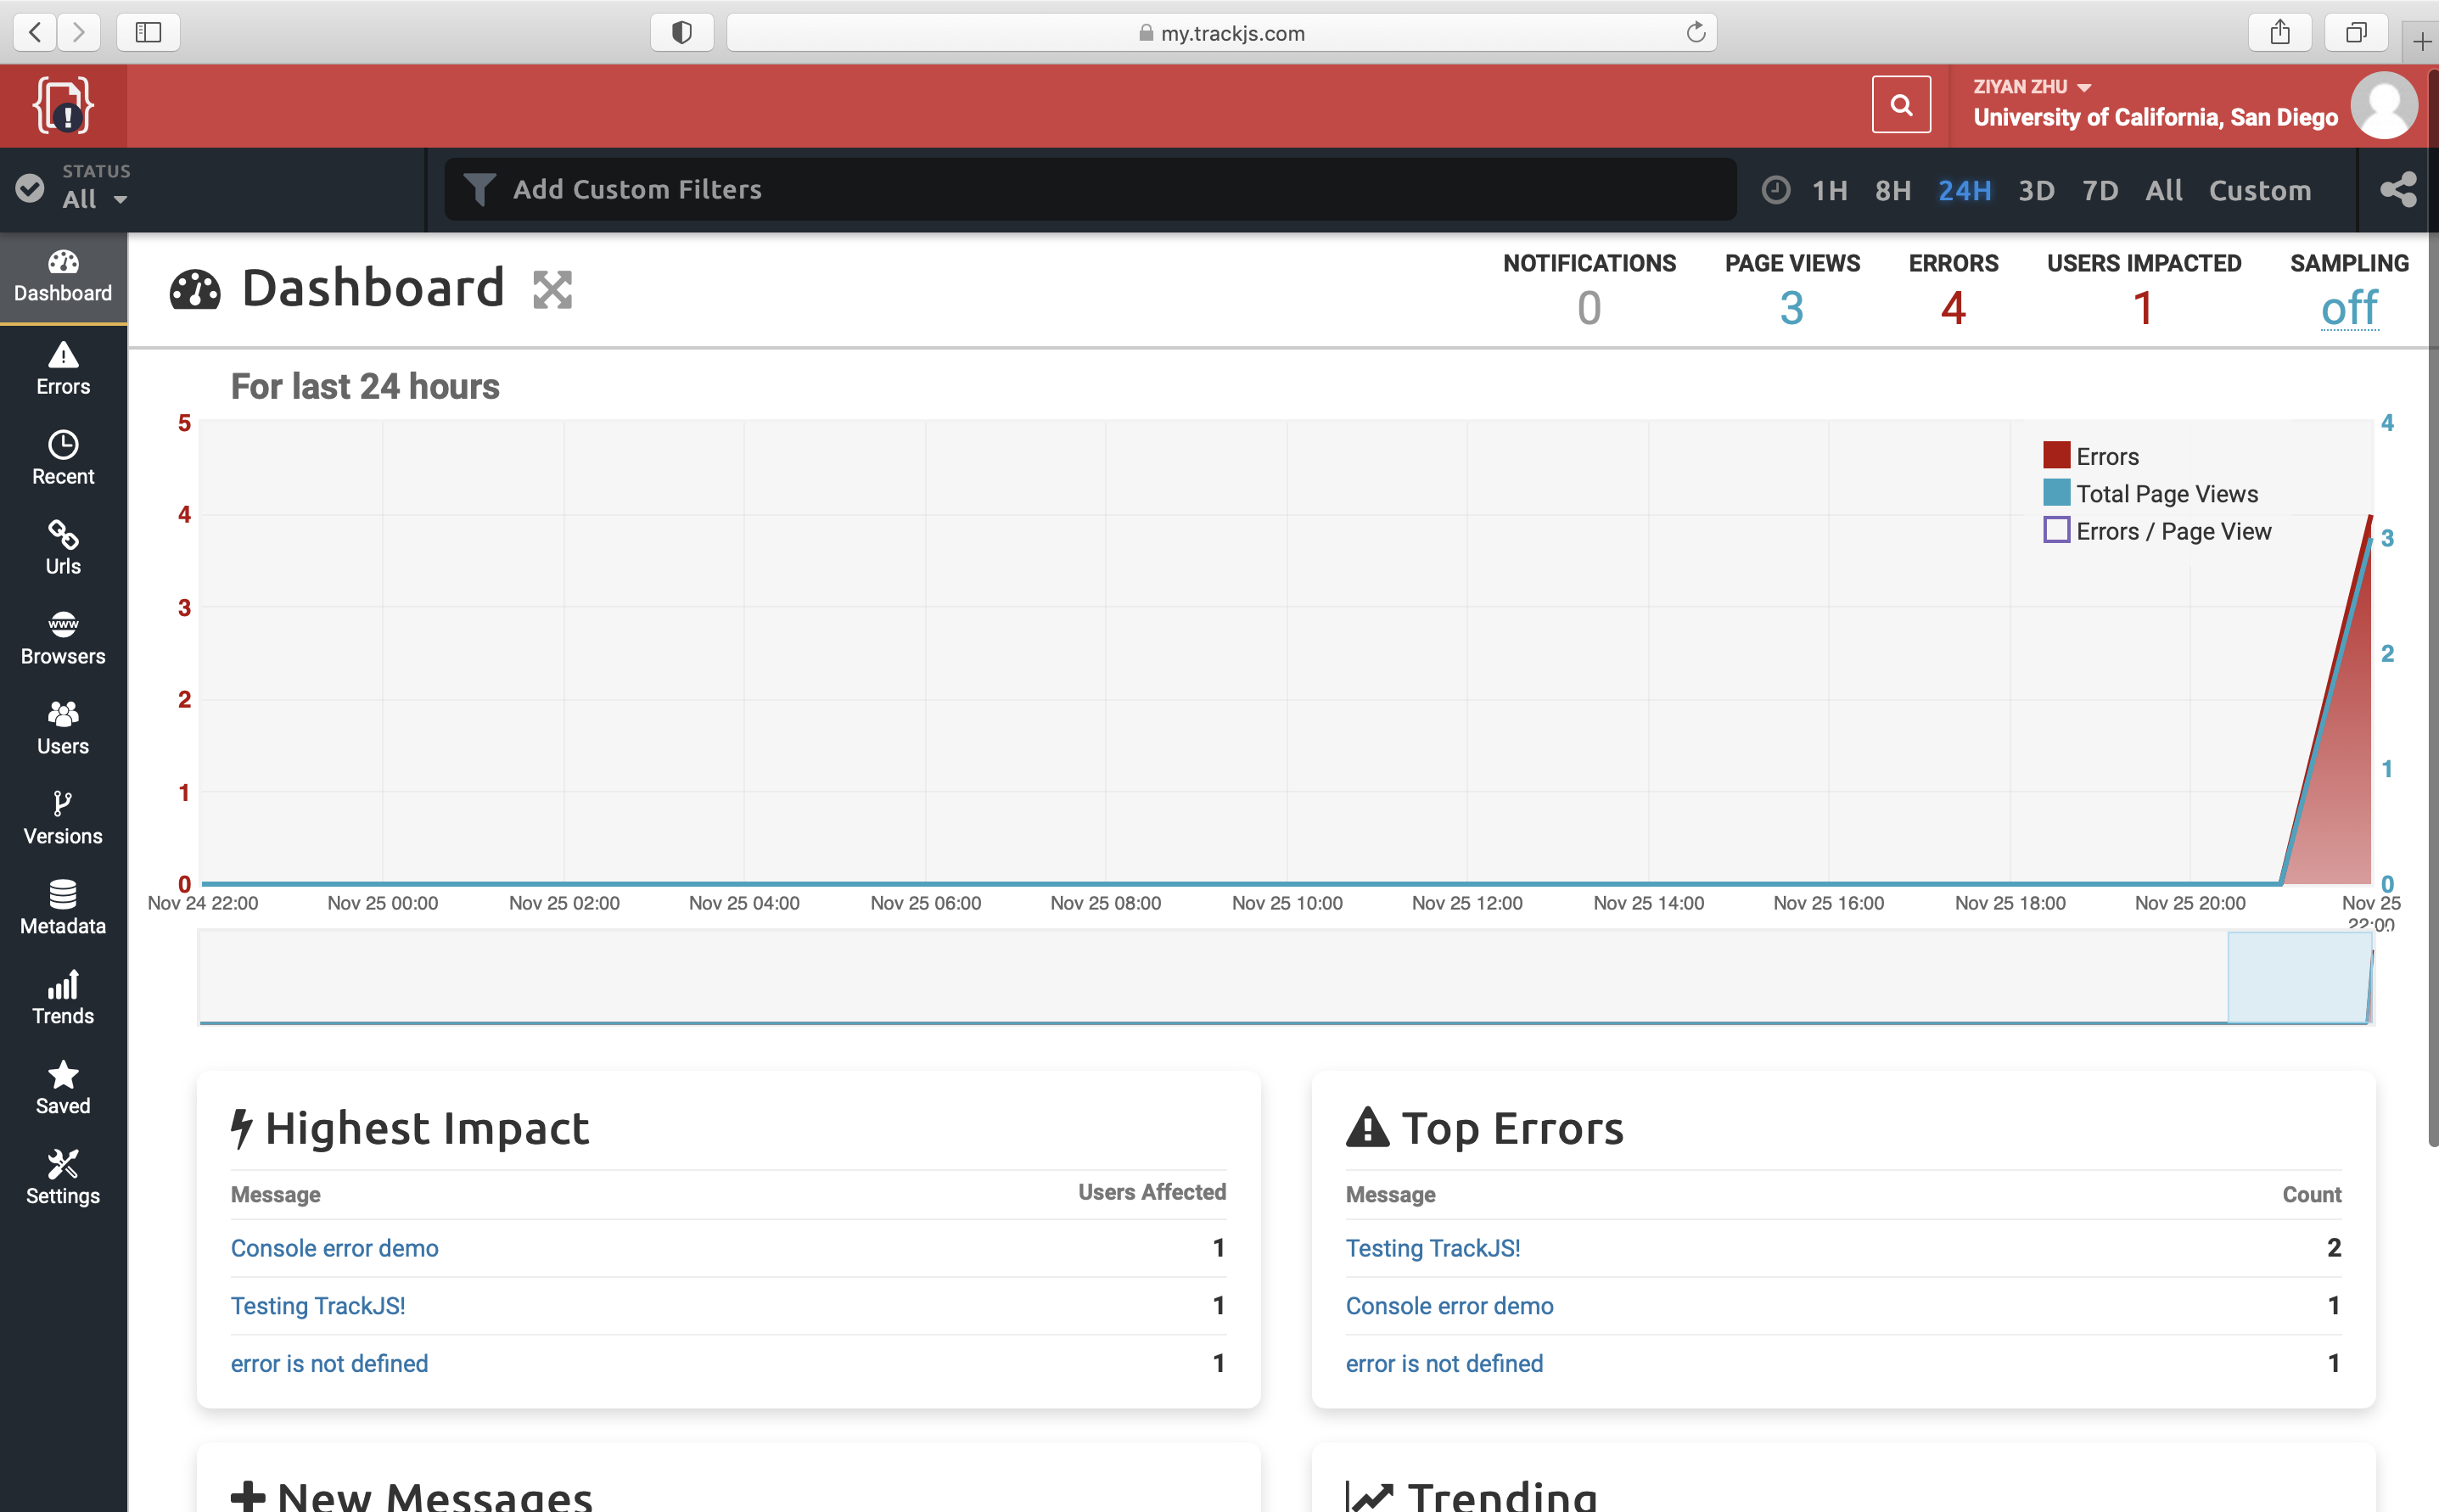 my.trackjs.com
ZIYAN ZHU
University of California, San Diego
STATUS
All
Add Custom Filters
1H 8H 24H 3D 7D All Custom
Dashboard
Errors
Recent
Urls
www
Browsers
Users
Versions
Metadata
Trends
Saved
Settings
Dashboard
NOTIFICATIONS PAGE VIEWS ERRORS USERS IMPACTED SAMPLING
0 3 4 1 off
For last 24 hours
5
4
3
2
1
0
Errors
Total Page Views
Errors / Page View
4
3
2
1
0
Nov 24 22:00 Nov 25 00:00 Nov 25 02:00 Nov 25 04:00 Nov 25 06:00 Nov 25 08:00 Nov 25 10:00 Nov 25 12:00 Nov 25 14:00 Nov 25 16:00 Nov 25 18:00 Nov 25 20:00 Nov 25
22:00
Highest Impact
Message Users Affected
Console error demo 1
Testing TrackJS! 1
error is not defined 1
Top Errors
Message Count
Testing TrackJS! 2
Console error demo 1
error is not defined 1
New Messages
Trending